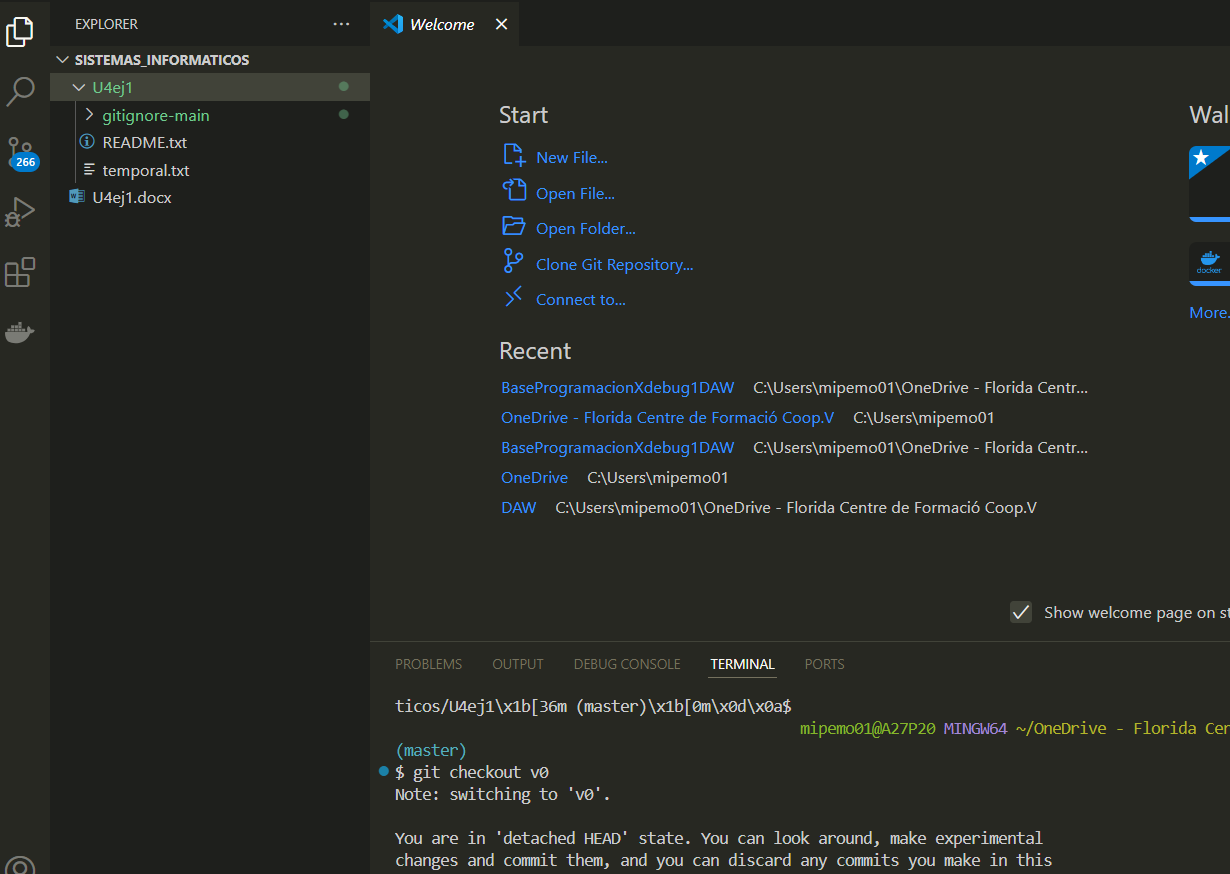 EXPLORER
Welcome
SISTEMAS_INFORMATICOS
U4ej1
gitignore-main
README.txt
temporal.txt
U4ej1.docx
266
Start
New File...
Open File...
Open Folder...
Clone Git Repository...
Connect to...
Recent
BaseProgramacionXdebug1DAW C:\Users\mipemo01\OneDrive - Florida Centr...
OneDrive - Florida Centre de Formació Coop.V C:\Users\mipemo01
BaseProgramacionXdebug1DAW C:\Users\mipemo01\OneDrive - Florida Centr...
OneDrive C:\Users\mipemo01
DAW C:\Users\mipemo01\OneDrive - Florida Centre de Formació Coop.V
Wal
docker
More.
Show welcome page on st
PROBLEMS OUTPUT DEBUG CONSOLE TERMINAL PORTS
ticos/U4ej1\x1b[36m (master)\x1b[0m\x0d\x0a$
mipemo01@A27P20 MINGW64 ~/OneDrive - Florida Cer
(master)
$ git checkout v0
Note: switching to 'v0'.
You are in 'detached HEAD' state. You can look around, make experimental
changes and commit them, and you can discard any commits you make in this